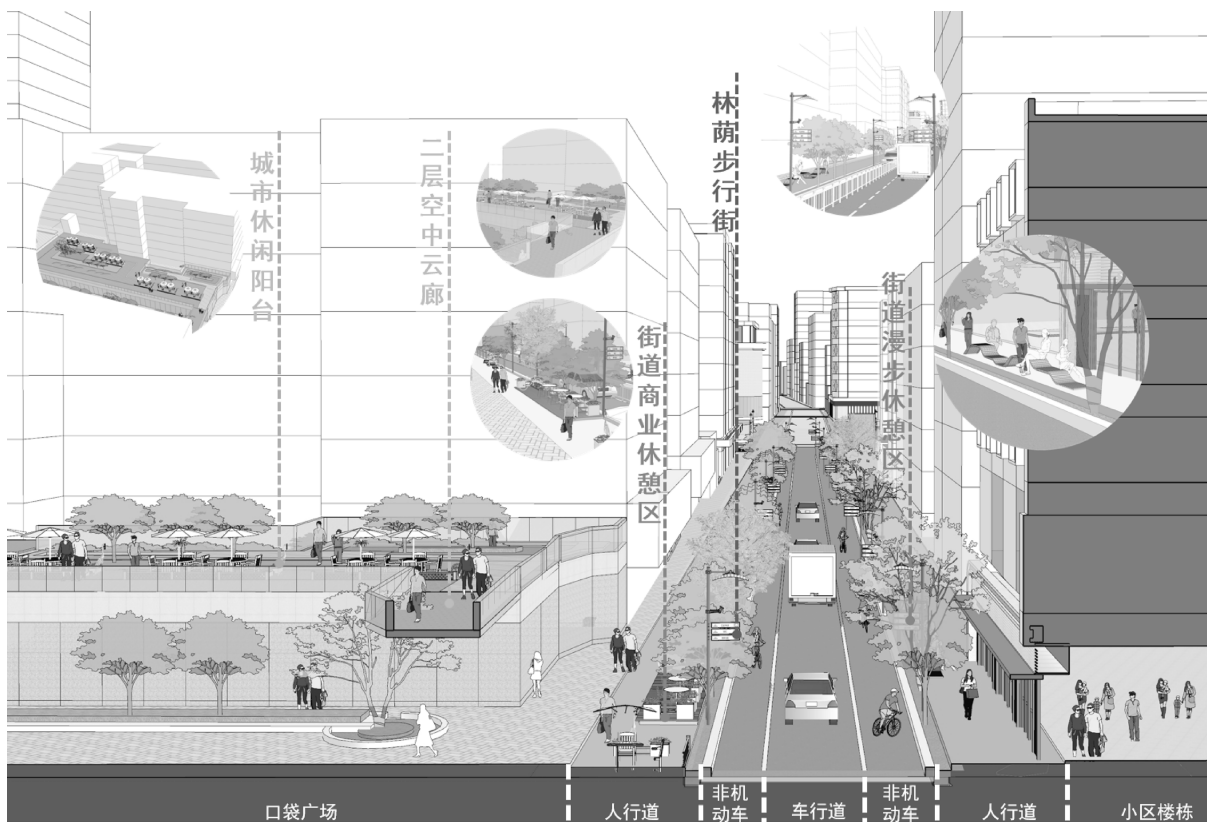 城市休闲阳台
二层空中云廊
街道商业休憩区
林荫步行街
街道漫步休憩区
口袋广场
人行道
非机
动车
车行道
非机
动车
人行道
小区楼栋